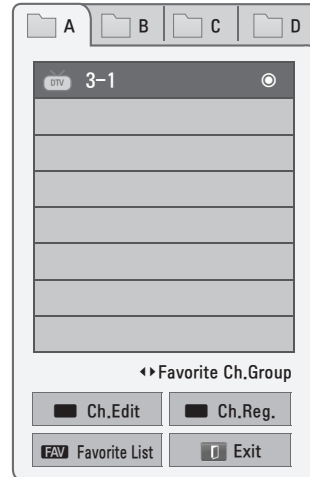 A B C D
DTV 3-1
Favorite Ch.Group
Ch.Edit Ch.Reg.
FAV Favorite List Exit